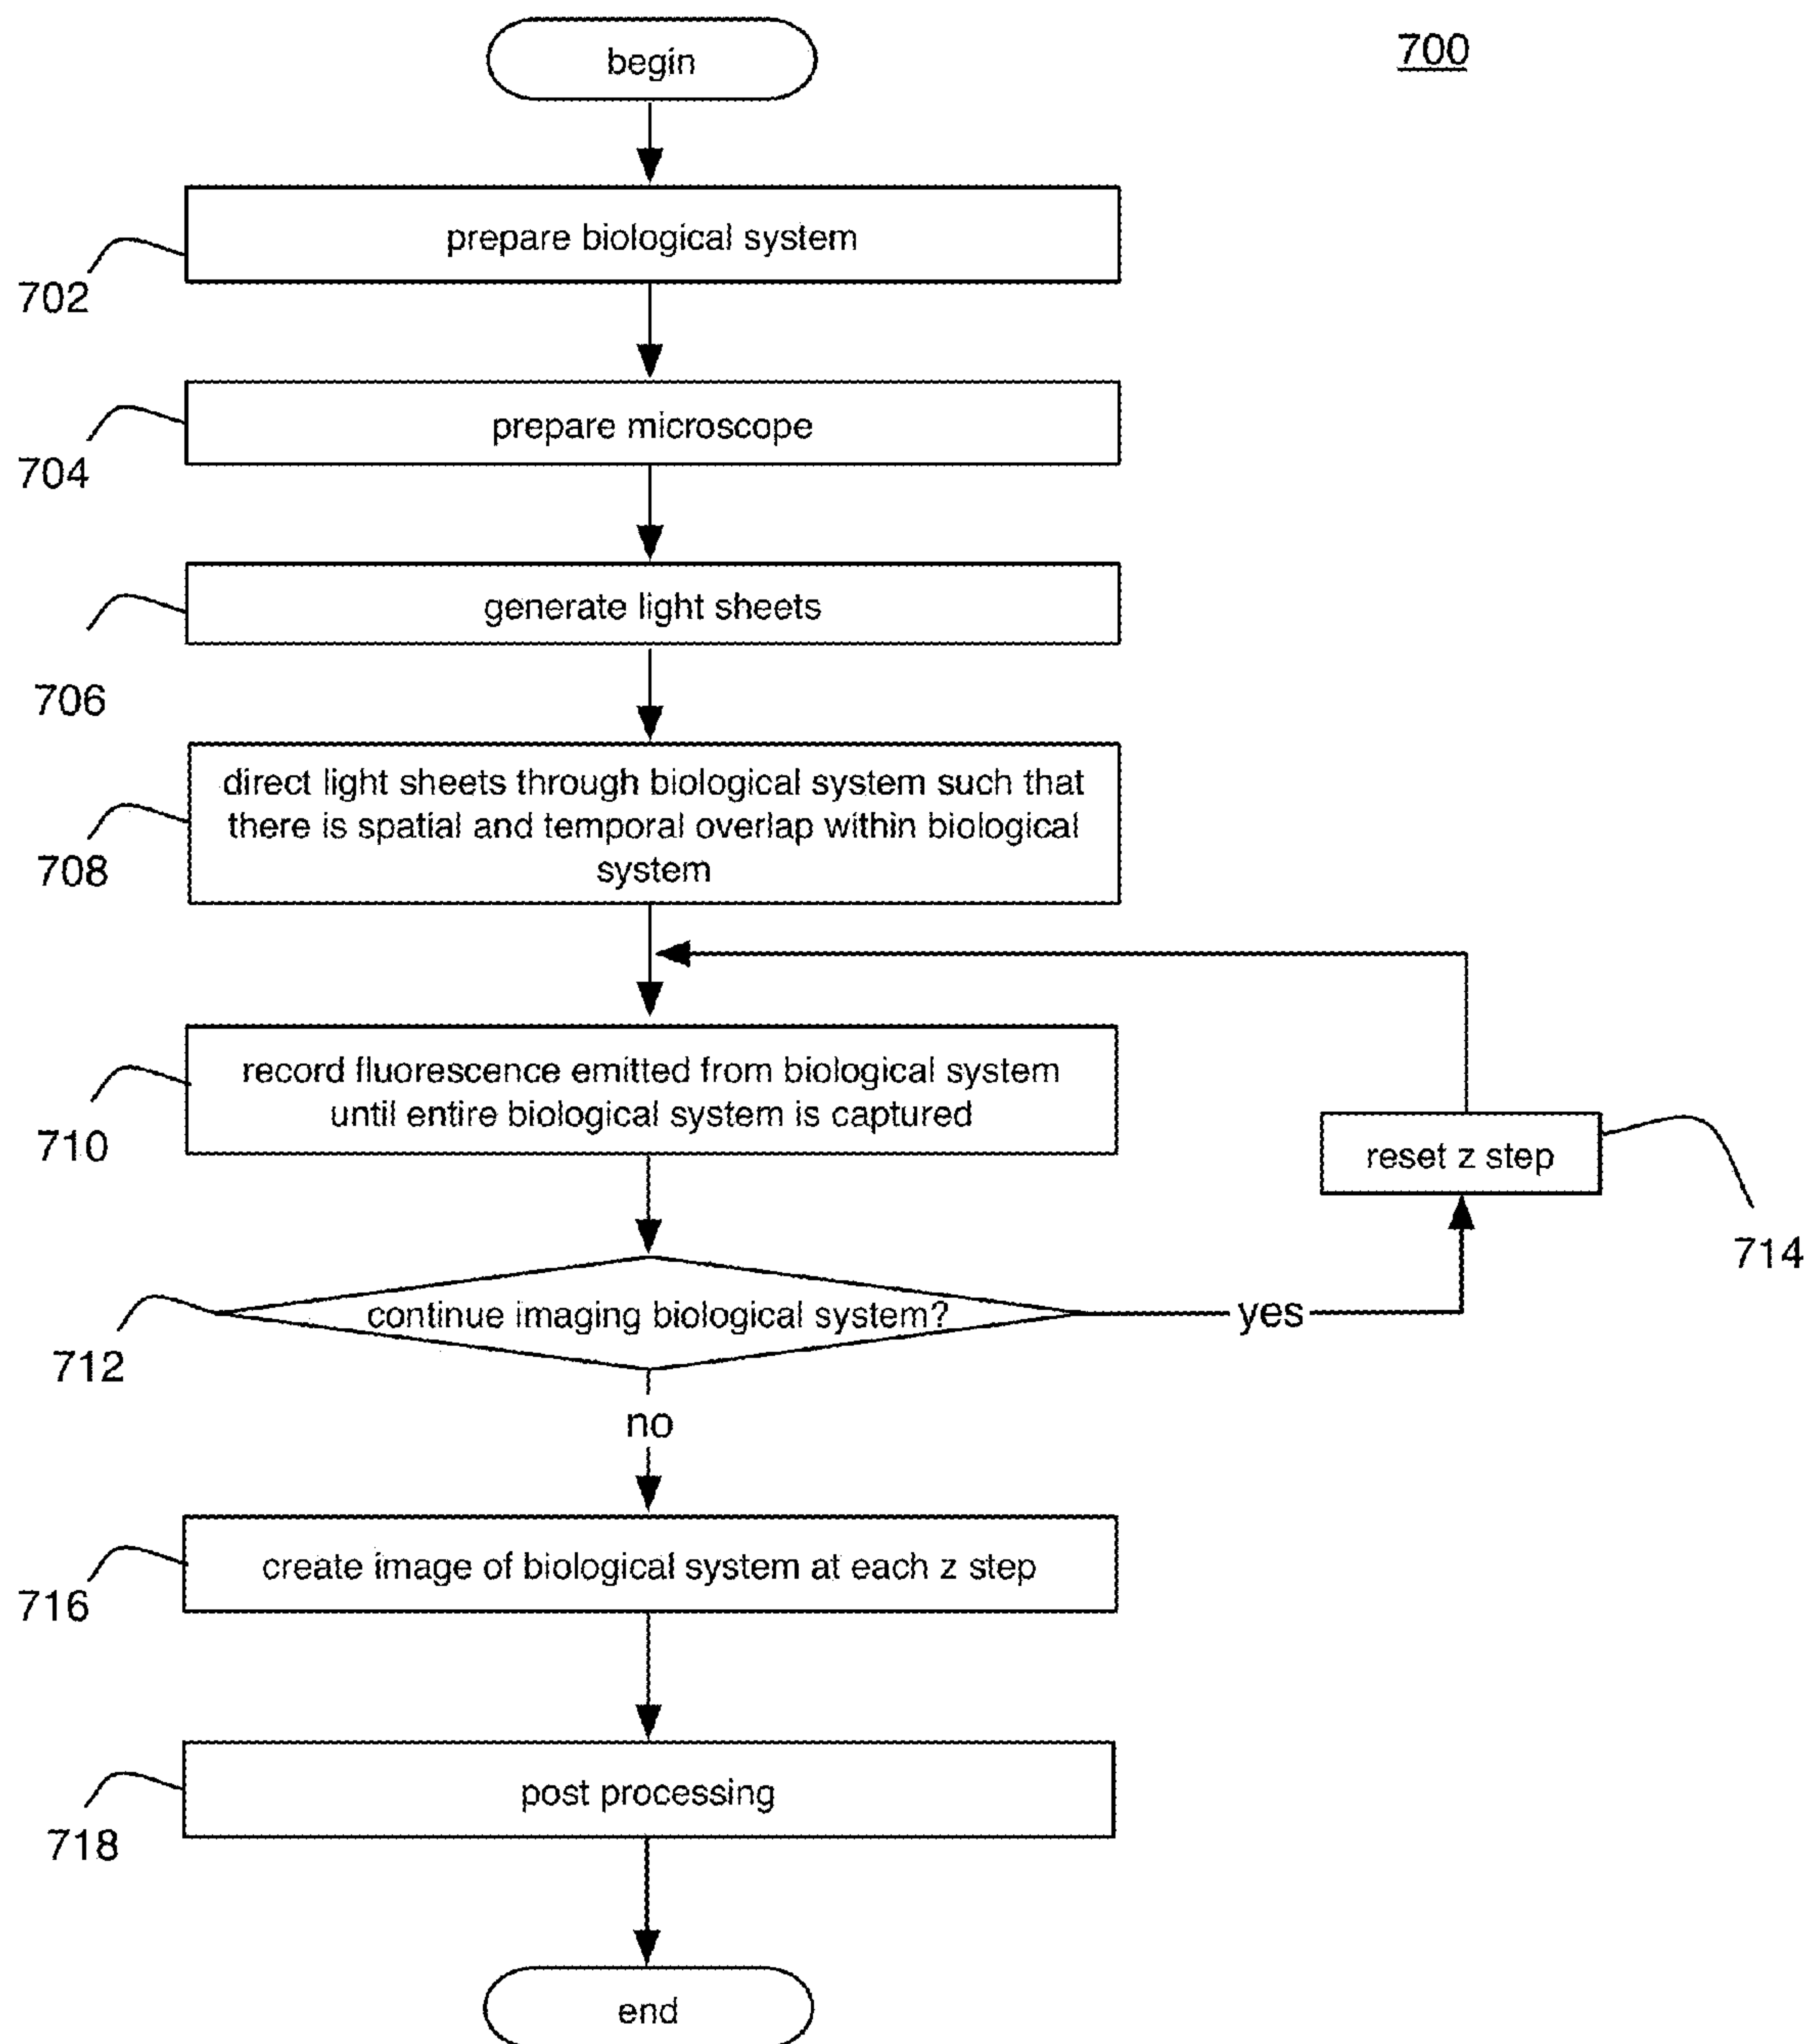 begin
700
prepare biological system
702
prepare microscope
704
generate light sheets
706
direct light sheets through biological system such that
there is spatial and temporal overlap within biological
system
708
record fluorescence emitted from biological system
until entire biological system is captured
710
reset z step
714
continue imaging biological system?
yes
712
no
create image of biological system at each z step
716
post processing
718
end